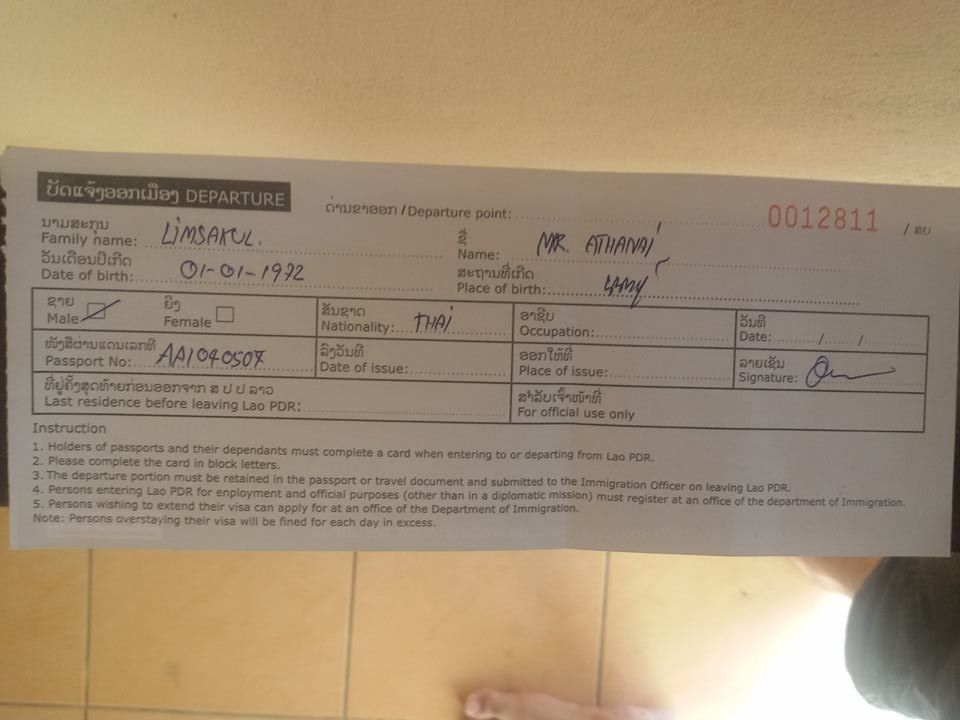 ບັດແຈ້ງອອກເມືອງ DEPARTURE
ດ່ານຂາອອກ /Departure point: 0012811 / ສບ
ນາມສະກຸນ
Family name: LIMSAKUL.
ຊື່
Name: MR. ATHANAI
ວັນເດືອນປີເກີດ
Date of birth: 01-01-1972
ສະຖານທີ່ເກີດ
Place of birth:
ຊາຍ
Male
ຍິງ
Female
ສັນຊາດ
Nationality: THAI
ອາຊີບ
Occupation:
ວັນທີ
Date: / /
ໜັງສືຜ່ານແດນເລກທີ
Passport No: AA1040507
ລົງວັນທີ
Date of issue:
ອອກໃຫ້ທີ່
Place of issue:
ລາຍເຊັນ
Signature:
ທີ່ຢູ່ຄັ້ງສຸດທ້າຍກ່ອນອອກຈາກ ສ ປ ປ ລາວ
Last residence before leaving Lao PDR:
ສຳລັບເຈົ້າໜ້າທີ່
For official use only
Instruction
1. Holders of passports and their dependants must complete a card when entering to or departing from Lao PDR.
2. Please complete the card in block letters.
3. The departure portion must be retained in the passport or travel document and submitted to the Immigration Officer on leaving Lao PDR.
4. Persons entering Lao PDR for employment and official purposes (other than in a diplomatic mission) must register at an office of the department of Immigration.
5. Persons wishing to extend their visa can apply for at an office of the Department of Immigration.
Note: Persons overstaying their visa will be fined for each day in excess.